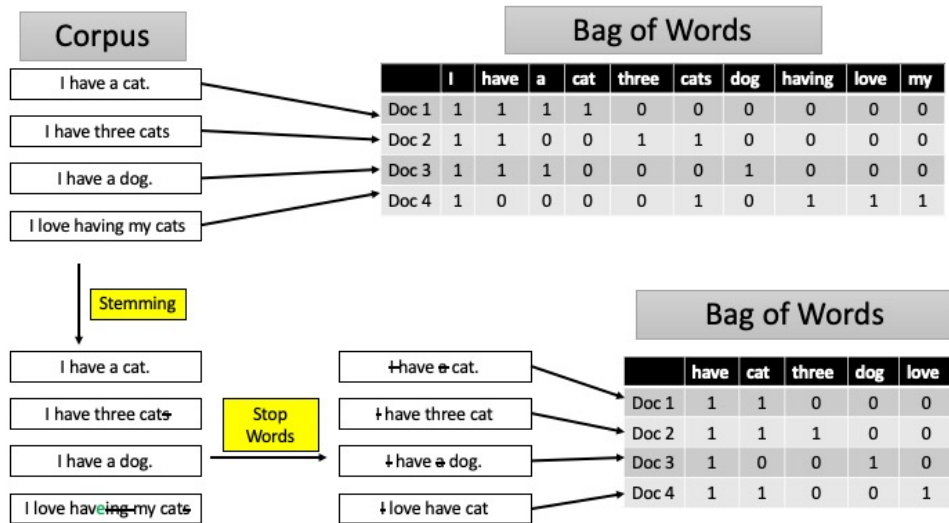 Corpus
Bag of Words
I have a cat.
I have three cats
I have a dog.
I love having my cats
I have a cat three cats dog having love my
Doc 1 1 1 1 1 0 0 0 0 0 0
Doc 2 1 1 0 0 1 1 0 0 0 0
Doc 3 1 1 1 0 0 0 1 0 0 0
Doc 4 1 0 0 0 0 1 0 1 1 1
Stemming
I have a cat.
I have three cats
I have a dog.
I love haveing my cats
Stop
Words
I have a cat.
I have three cat
I have a dog.
I love have cat
Bag of Words
have cat three dog love
Doc 1 1 1 0 0 0
Doc 2 1 1 1 0 0
Doc 3 1 0 0 1 0
Doc 4 1 1 0 0 1